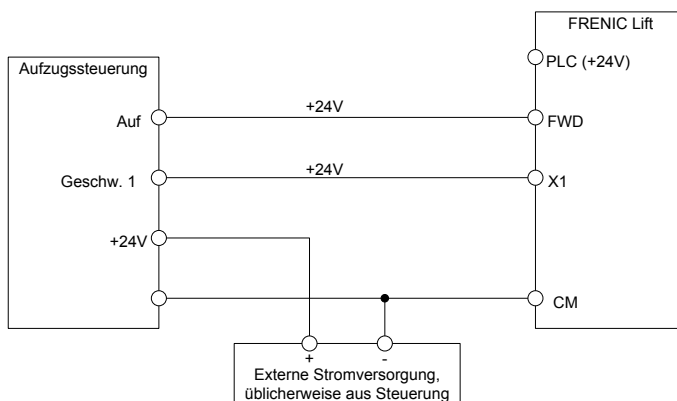 FRENIC Lift
Aufzugssteuerung
PLC (+24V)
+24V
Auf
FWD
+24V
Geschw. 1
X1
+24V
CM
+
-
Externe Stromversorgung,
üblicherweise aus Steuerung